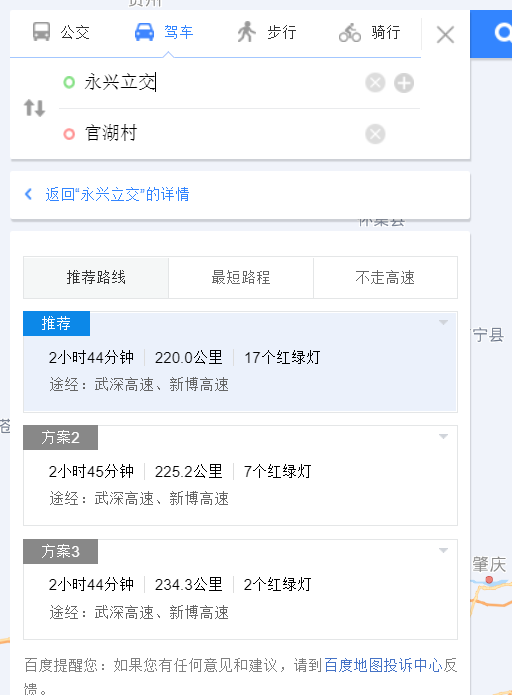 贵州
公交 驾车 步行 骑行
永兴立交
官湖村
返回“永兴立交”的详情
怀集县
推荐路线 最短路程 不走高速
推荐
宁县
2小时44分钟 220.0公里 17个红绿灯
途经：武深高速、新博高速
苍
方案2
2小时45分钟 225.2公里 7个红绿灯
途经：武深高速、新博高速
方案3
肇庆
2小时44分钟 234.3公里 2个红绿灯
途经：武深高速、新博高速
百度提醒您：如果您有任何意见和建议，请到百度地图投诉中心反
馈。